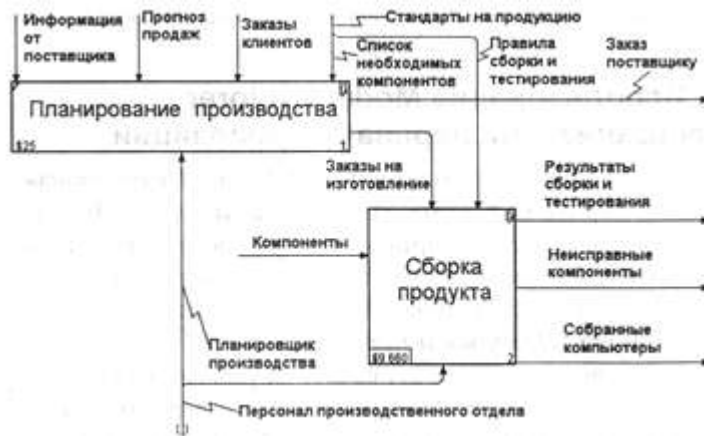 Информация
от
поставщика
Прогноз
продаж
Заказы
клиентов
Стандарты на продукцию
Список
необходимых
компонентов
Правила
сборки и
тестирования
Заказ
поставщику
Планирование производства
$25
1
Заказы на
изготовление
Результаты
сборки и
тестирования
Компоненты
Сборка
продукта
Неисправные
компоненты
Собранные
компьютеры
$9,660
2
Планировщик
производства
Персонал производственного отдела